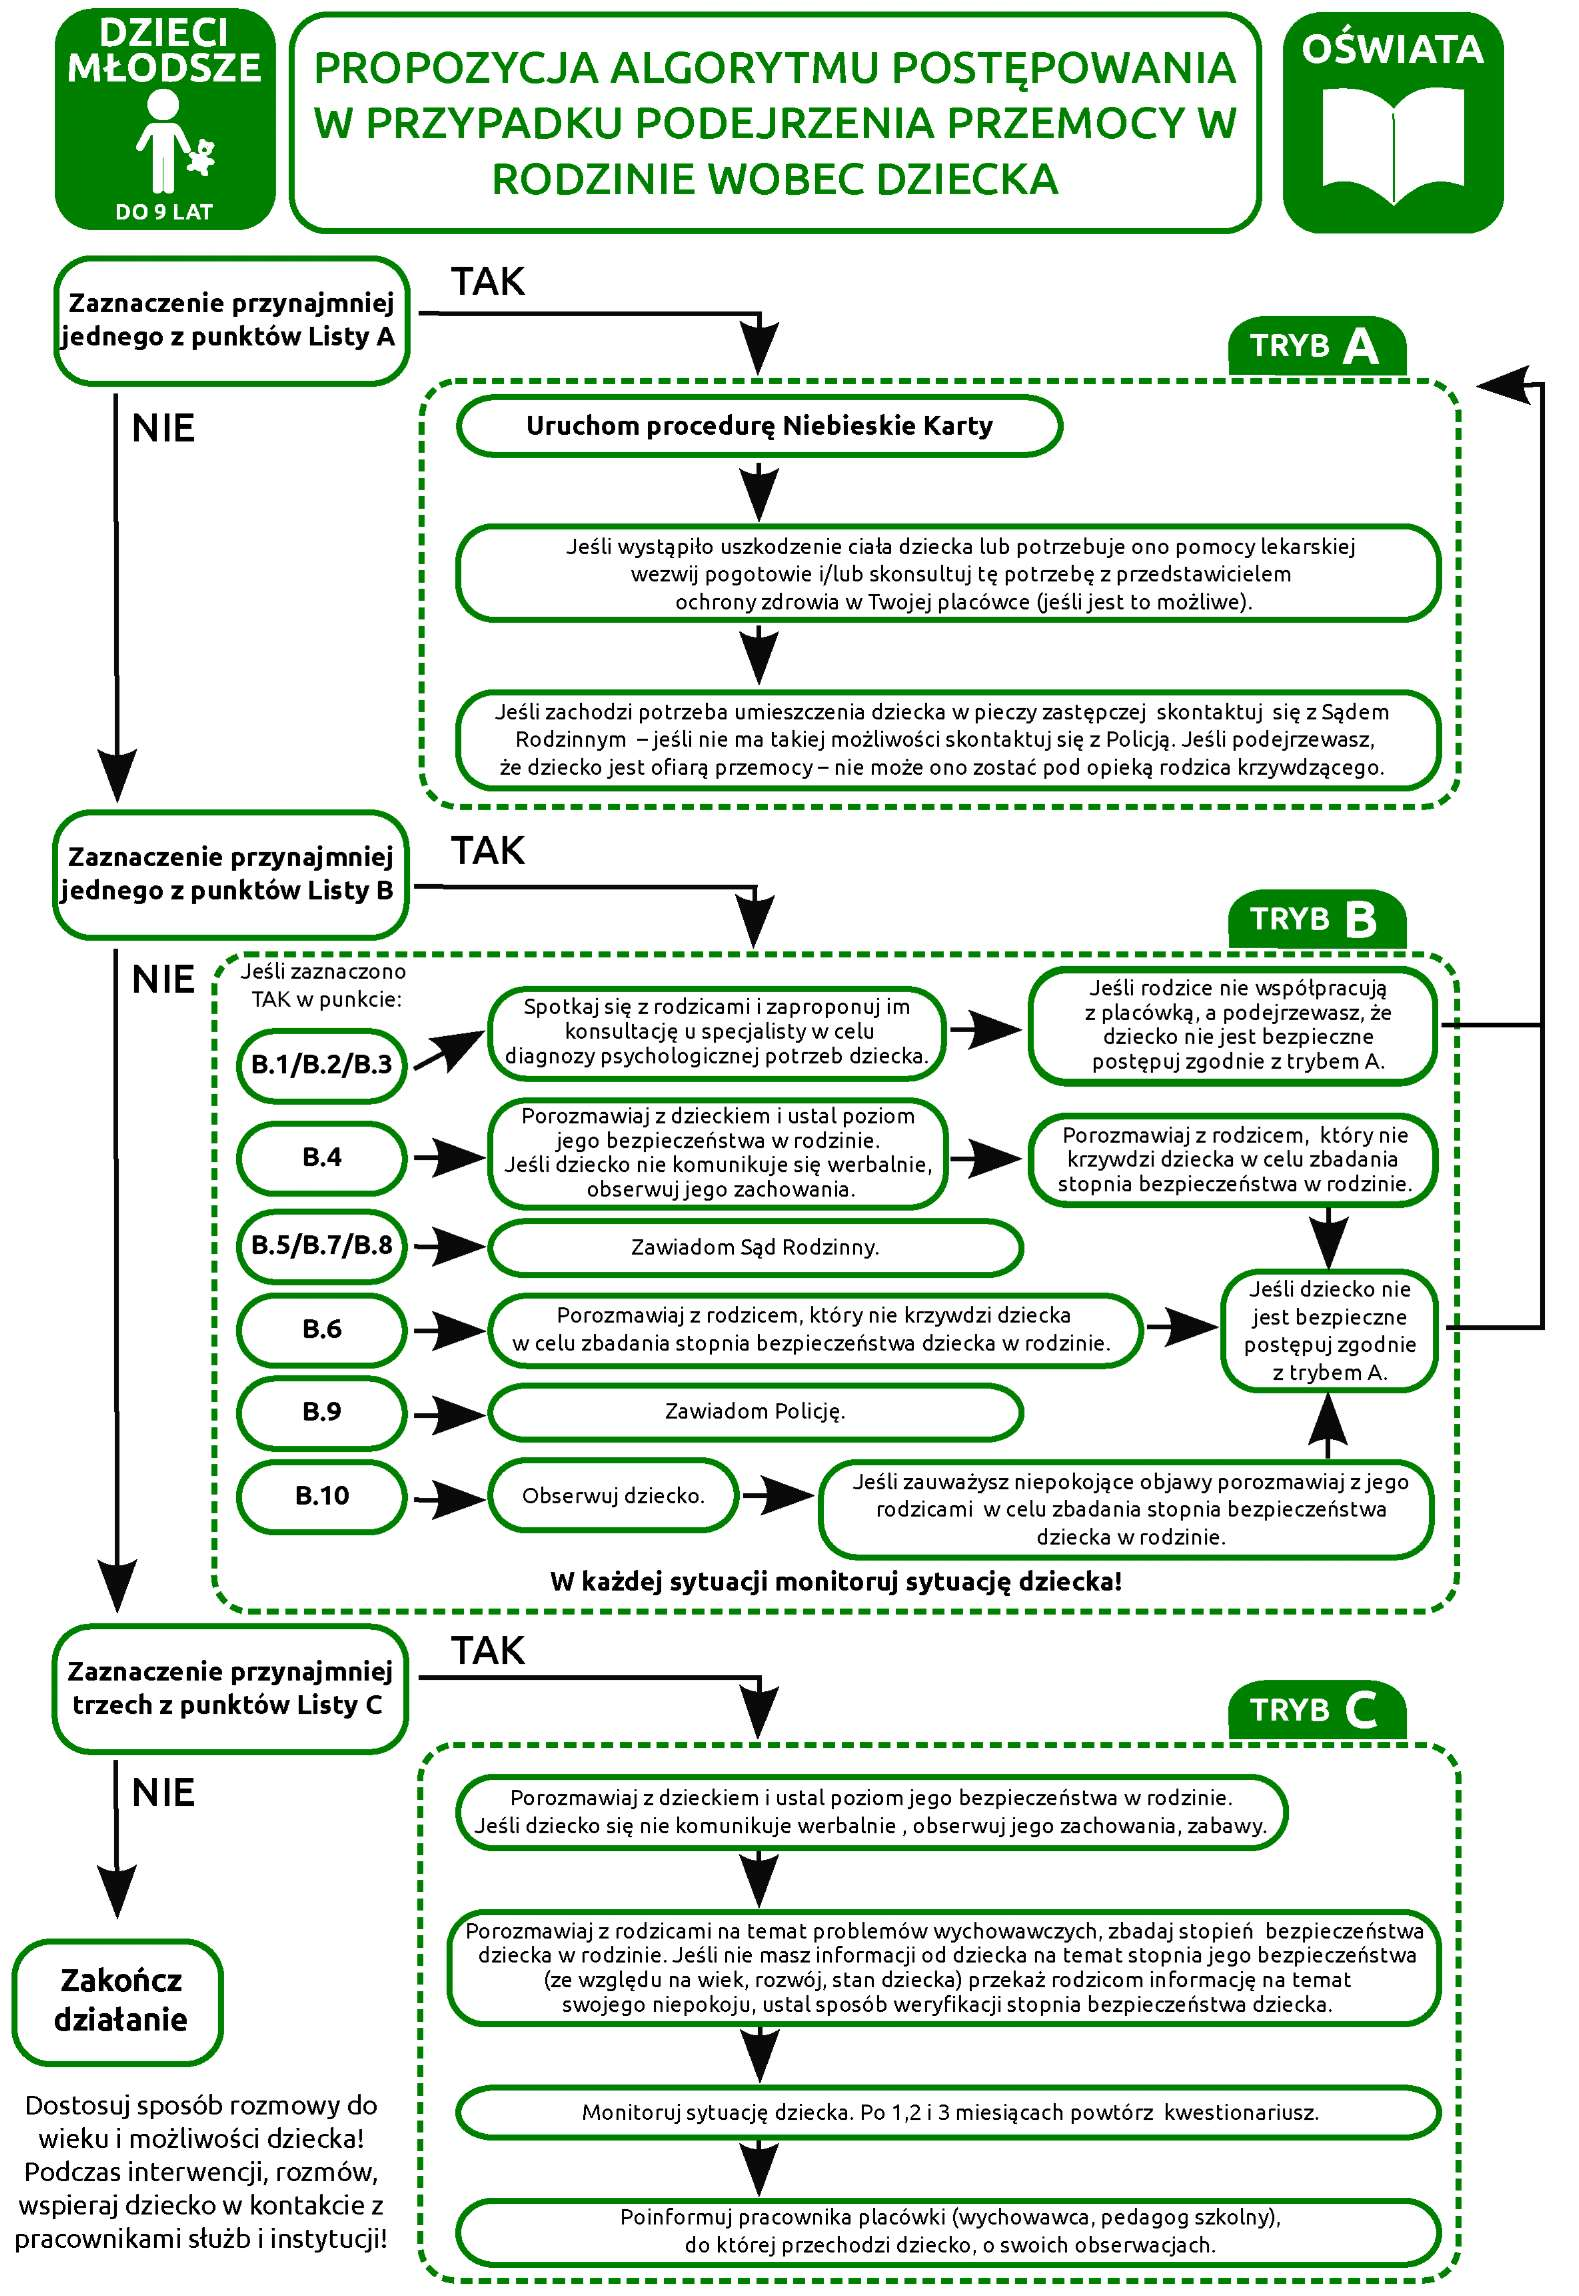 DZIECI
MŁODSZE
DO 9 LAT
PROPOZYCJA ALGORYTMU POSTĘPOWANIA
W PRZYPADKU PODEJRZENIA PRZEMOCY W
RODZINIE WOBEC DZIECKA
OŚWIATA
Zaznaczenie przynajmniej
jednego z punktów Listy A
TAK
NIE
TRYB A
Uruchom procedurę Niebieskie Karty
Jeśli wystąpiło uszkodzenie ciała dziecka lub potrzebuje ono pomocy lekarskiej
wezwij pogotowie i/lub skonsultuj tę potrzebę z przedstawicielem
ochrony zdrowia w Twojej placówce (jeśli jest to możliwe).
Jeśli zachodzi potrzeba umieszczenia dziecka w pieczy zastępczej skontaktuj się z Sądem
Rodzinnym – jeśli nie ma takiej możliwości skontaktuj się z Policją. Jeśli podejrzewasz,
że dziecko jest ofiarą przemocy – nie może ono zostać pod opieką rodzica krzywdzącego.
Zaznaczenie przynajmniej
jednego z punktów Listy B
TAK
NIE
TRYB B
Jeśli zaznaczono
TAK w punkcie:
B.1/B.2/B.3
Spotkaj się z rodzicami i zaproponuj im
konsultację u specjalisty w celu
diagnozy psychologicznej potrzeb dziecka.
Jeśli rodzice nie współpracują
z placówką, a podejrzewasz, że
dziecko nie jest bezpieczne
postępuj zgodnie z trybem A.
B.4
Porozmawiaj z dzieckiem i ustal poziom
jego bezpieczeństwa w rodzinie.
Jeśli dziecko nie komunikuje się werbalnie,
obserwuj jego zachowania.
Porozmawiaj z rodzicem, który nie
krzywdzi dziecka w celu zbadania
stopnia bezpieczeństwa w rodzinie.
B.5/B.7/B.8
Zawiadom Sąd Rodzinny.
B.6
Porozmawiaj z rodzicem, który nie krzywdzi dziecka
w celu zbadania stopnia bezpieczeństwa dziecka w rodzinie.
Jeśli dziecko nie
jest bezpieczne
postępuj zgodnie
z trybem A.
B.9
Zawiadom Policję.
B.10
Obserwuj dziecko.
Jeśli zauważysz niepokojące objawy porozmawiaj z jego
rodzicami w celu zbadania stopnia bezpieczeństwa
dziecka w rodzinie.
W każdej sytuacji monitoruj sytuację dziecka!
Zaznaczenie przynajmniej
trzech z punktów Listy C
TAK
NIE
TRYB C
Porozmawiaj z dzieckiem i ustal poziom jego bezpieczeństwa w rodzinie.
Jeśli dziecko się nie komunikuje werbalnie , obserwuj jego zachowania, zabawy.
Porozmawiaj z rodzicami na temat problemów wychowawczych, zbadaj stopień bezpieczeństwa
dziecka w rodzinie. Jeśli nie masz informacji od dziecka na temat stopnia jego bezpieczeństwa
(ze względu na wiek, rozwój, stan dziecka) przekaż rodzicom informację na temat
swojego niepokoju, ustal sposób weryfikacji stopnia bezpieczeństwa dziecka.
Monitoruj sytuację dziecka. Po 1,2 i 3 miesiącach powtórz kwestionariusz.
Poinformuj pracownika placówki (wychowawca, pedagog szkolny),
do której przechodzi dziecko, o swoich obserwacjach.
Zakończ
działanie
Dostosuj sposób rozmowy do
wieku i możliwości dziecka!
Podczas interwencji, rozmów,
wspieraj dziecko w kontakcie z
pracownikami służb i instytucji!